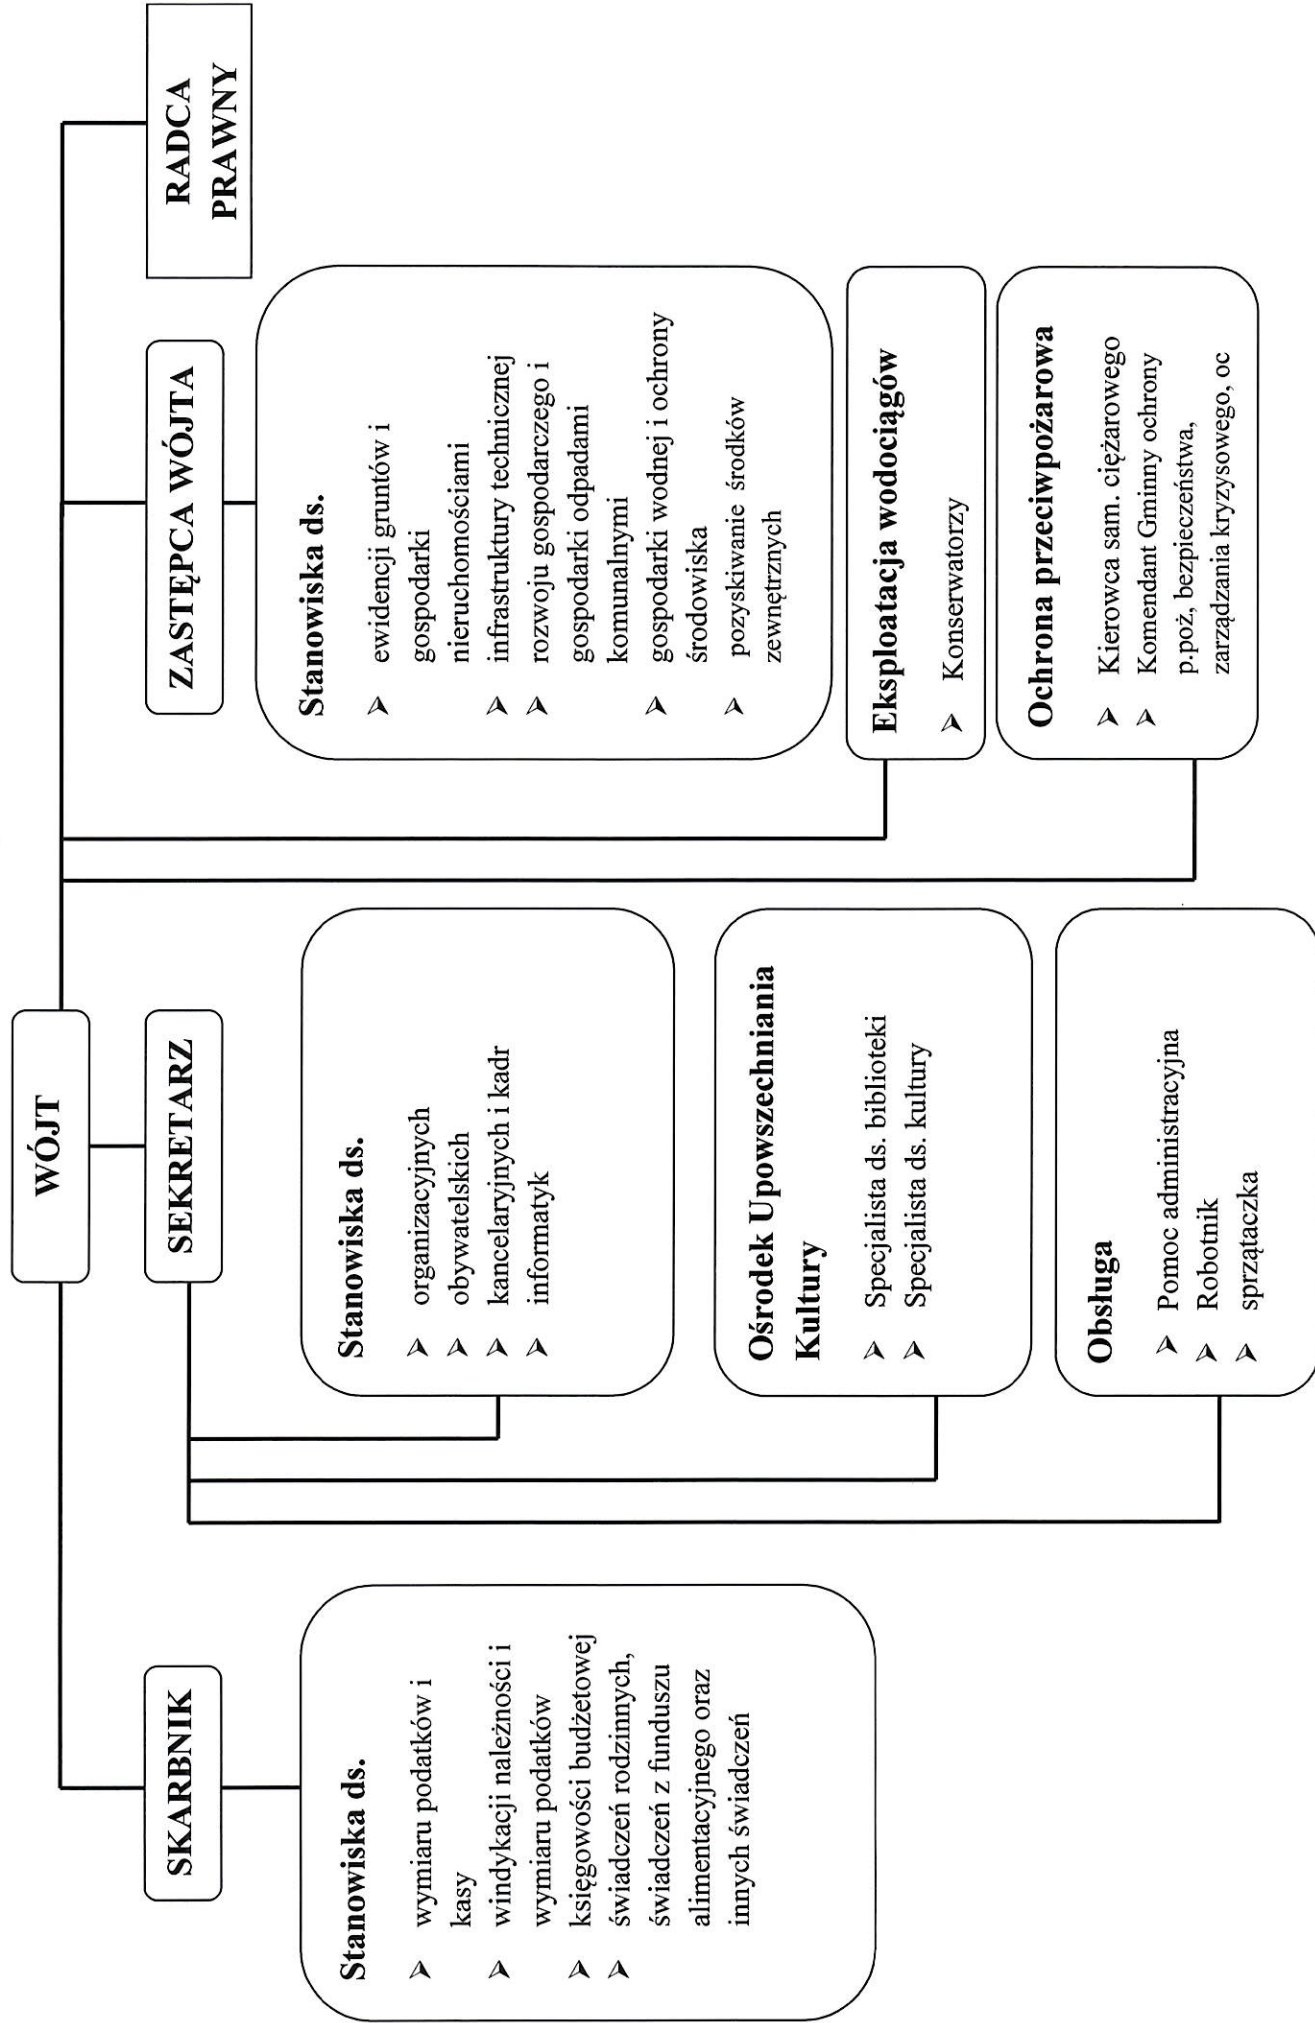 WÓJT
SKARBNIK
SEKRETARZ
ZASTĘPCA WÓJTA
RADCA
PRAWNY
Stanowiska ds.
➢ wymiaru podatków i
kasy
➢ windykacji należności i
wymiaru podatków
➢ księgowości budżetowej
➢ świadczeń rodzinnych,
świadczeń z funduszu
alimentacyjnego oraz
innych świadczeń
Stanowiska ds.
➢ organizacyjnych
➢ obywatelskich
➢ kancelaryjnych i kadr
➢ informatyk
Ośrodek Upowszechniania
Kultury
➢ Specjalista ds. biblioteki
➢ Specjalista ds. kultury
Obsługa
➢ Pomoc administracyjna
➢ Robotnik
➢ sprzątaczka
Stanowiska ds.
➢ ewidencji gruntów i
gospodarki
nieruchomościami
➢ infrastruktury technicznej
➢ rozwoju gospodarczego i
gospodarki odpadami
komunalnymi
➢ gospodarki wodnej i ochrony
środowiska
➢ pozyskiwanie środków
zewnętrznych
Eksploatacja wodociągów
➢ Konserwatorzy
Ochrona przeciwpożarowa
➢ Kierowca sam. ciężarowego
➢ Komendant Gminny ochrony
p.poż, bezpieczeństwa,
zarządzania kryzysowego, oc